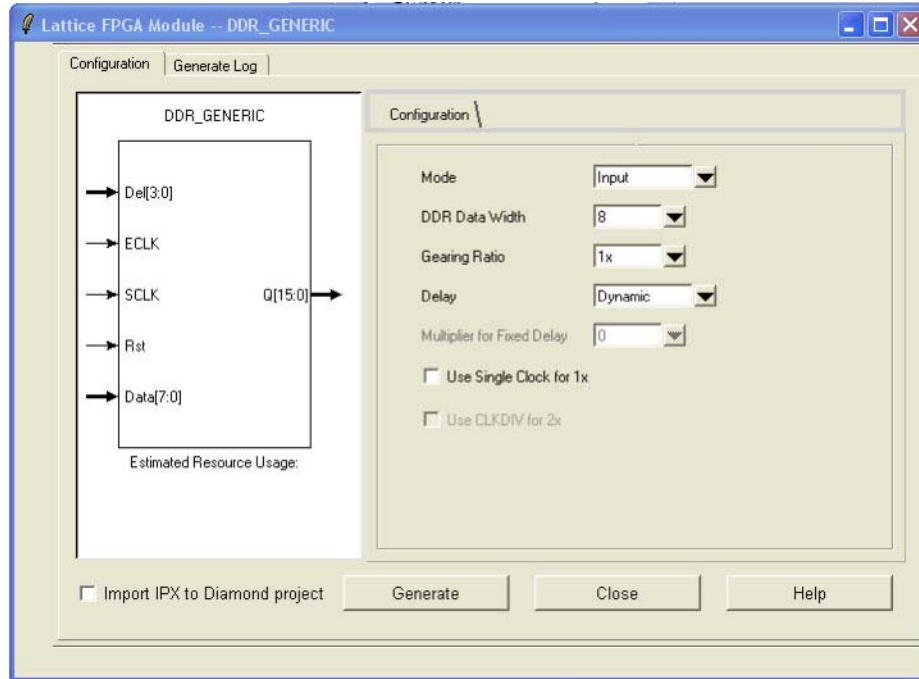 Lattice FPGA Module -- DDR_GENERIC
Configuration
Generate Log
DDR_GENERIC
Del[3:0]
ECLK
SCLK
Q[15:0]
Rst
Data[7:0]
Estimated Resource Usage:
Configuration
Mode
Input
DDR Data Width
8
Gearing Ratio
1x
Delay
Dynamic
Multiplier for Fixed Delay
0
Use Single Clock for 1x
Use CLKDIV for 2x
Import IPX to Diamond project
Generate
Close
Help